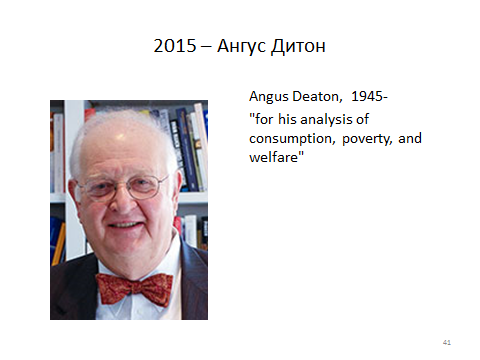 2015 – Ангус Дитон
Angus Deaton, 1945-
"for his analysis of
consumption, poverty, and
welfare"
41